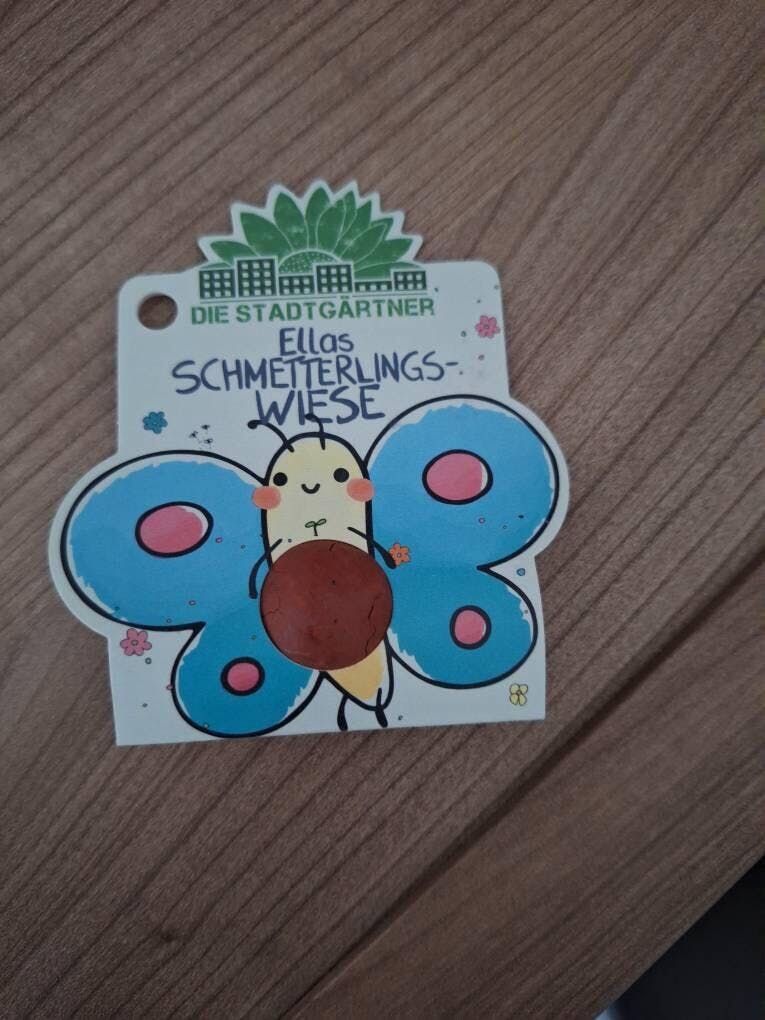 DIE STADTGÄRTNER
Ellas
SCHMETTERLINGS-
WIESE